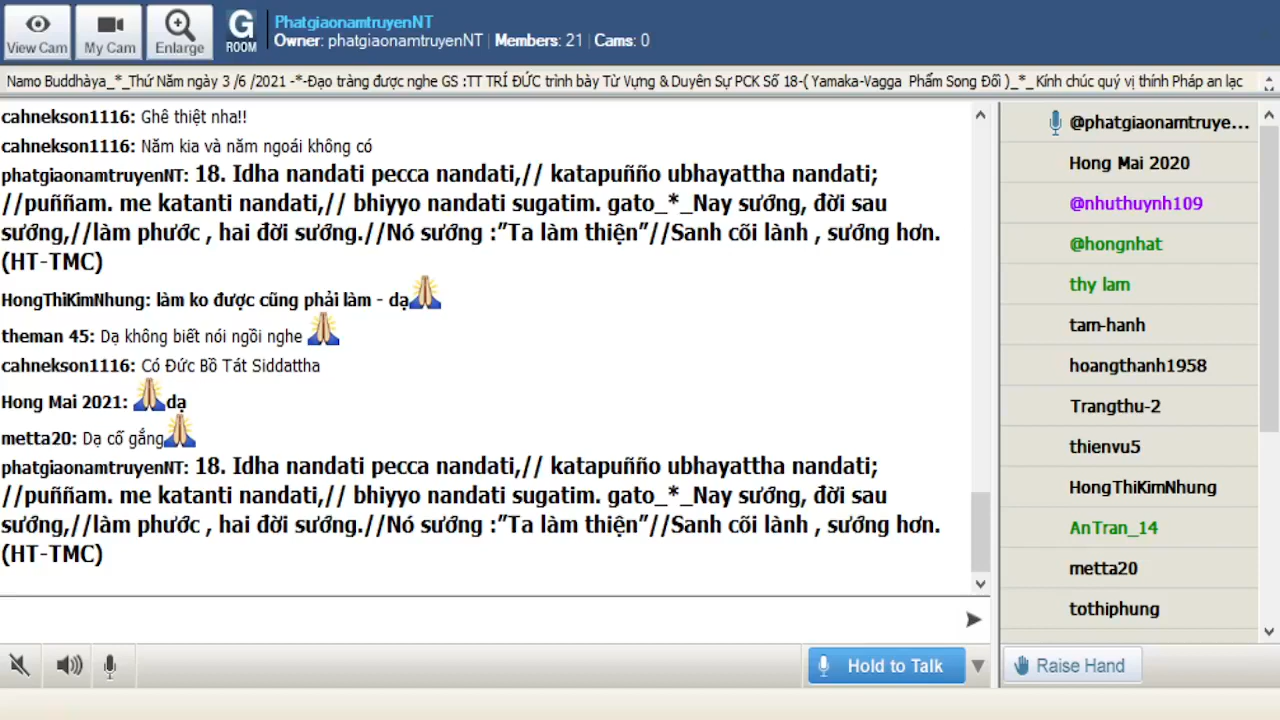 View Cam
My Cam
Enlarge
G
ROOM
PhatgiaonamtruyenNT
Owner: phatgiaonamtruyenNT | Members: 21 | Cams: 0
Namo Buddhàya_*_Thứ Năm ngày 3 /6 /2021 -*-Đạo tràng được nghe GS :TT TRÍ ĐỨC trình bày Từ Vựng & Duyên Sự PCK Số 18-( Yamaka-Vagga Phẩm Song Đối )_*_ Kính chúc quý vị thính Pháp an lạc
cahnekson1116: Ghê thiệt nha!!
cahnekson1116: Năm kia và năm ngoái không có
phatgiaonamtruyenNT: 18. Idha nandati pecca nandati,// katapuñño ubhayattha nandati;
//puññam. me katanti nandati,// bhiyyo nandati sugatim. gato_*_Nay sướng, đời sau
sướng,//làm phước , hai đời sướng.//Nó sướng :”Ta làm thiện”//Sanh cõi lành , sướng hơn.
(HT-TMC)
HongThiKimNhung: làm ko được cũng phải làm - dạ
theman 45: Dạ không biết nói ngồi nghe
cahnekson1116: Có Đức Bồ Tát Siddattha
Hong Mai 2021: dạ
metta20: Dạ cố gắng
phatgiaonamtruyenNT: 18. Idha nandati pecca nandati,// katapuñño ubhayattha nandati;
//puññam. me katanti nandati,// bhiyyo nandati sugatim. gato_*_Nay sướng, đời sau
sướng,//làm phước , hai đời sướng.//Nó sướng :”Ta làm thiện”//Sanh cõi lành , sướng hơn.
(HT-TMC)
@phatgiaonamtruye...
Hong Mai 2020
@nhuthuynh109
@hongnhat
thy lam
tam-hanh
hoangthanh1958
Trangthu-2
thienvu5
HongThiKimNhung
AnTran_14
metta20
tothiphung
Hold to Talk
Raise Hand